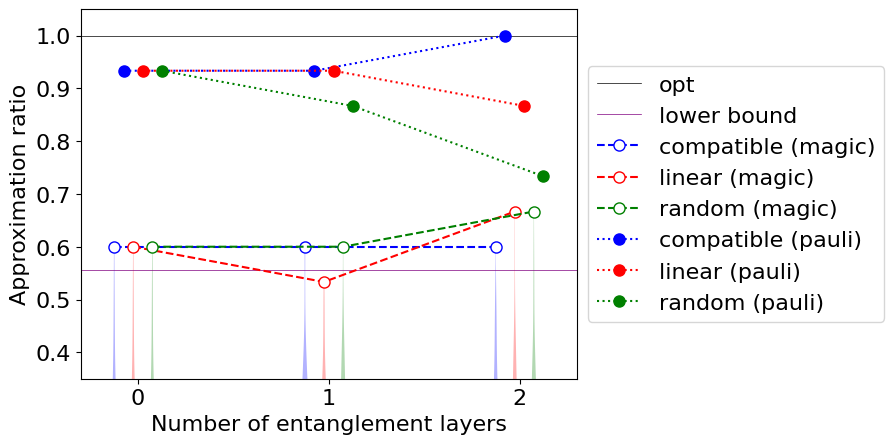 1.0
0.9
0.8
0.7
0.6
0.5
0.4
Approximation ratio
0 1 2
Number of entanglement layers
opt
lower bound
compatible (magic)
linear (magic)
random (magic)
compatible (pauli)
linear (pauli)
random (pauli)